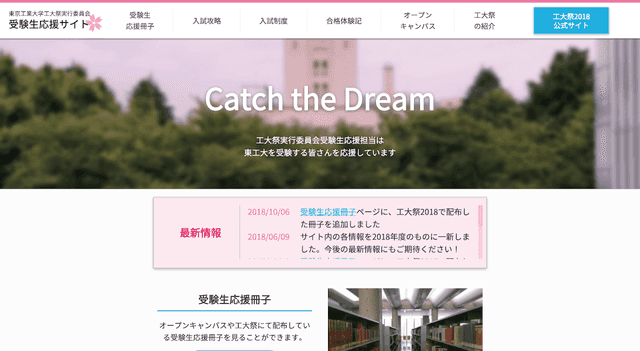 東京工業大学工大祭実行委員会
受験生応援サイト
受験生
応援冊子
入試攻略
入試制度
合格体験記
オープン
キャンパス
工大祭
の紹介
工大祭2018
公式サイト
Catch the Dream
工大祭実行委員会受験生応援担当は
東工大を受験する皆さんを応援しています
最新情報
2018/10/06 受験生応援冊子ページに、工大祭2018で配布し
た冊子を追加しました
2018/06/09 サイト内の各情報を2018年度のものに一新しま
した。今後の最新情報にもご期待ください！
受験生応援冊子
オープンキャンパスや工大祭にて配布してい
る受験生応援冊子を見ることができます。